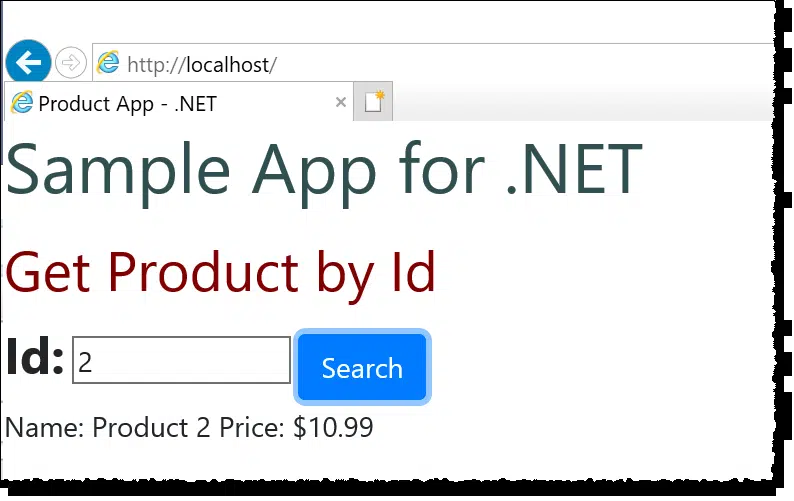 http://localhost/
Product App - .NET
Sample App for .NET
Get Product by Id
Id: 2 Search
Name: Product 2 Price: $10.99